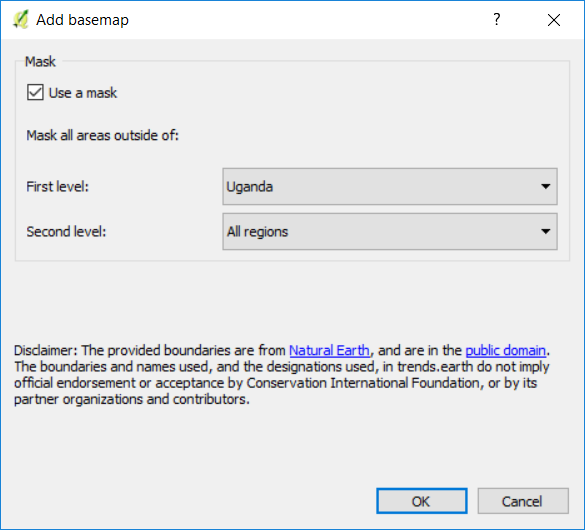 Add basemap
?
Mask
Use a mask
Mask all areas outside of:
First level:
Uganda
Second level:
All regions
Disclaimer: The provided boundaries are from Natural Earth, and are in the public domain.
The boundaries and names used, and the designations used, in trends.earth do not imply
official endorsement or acceptance by Conservation International Foundation, or by its
partner organizations and contributors.
OK
Cancel